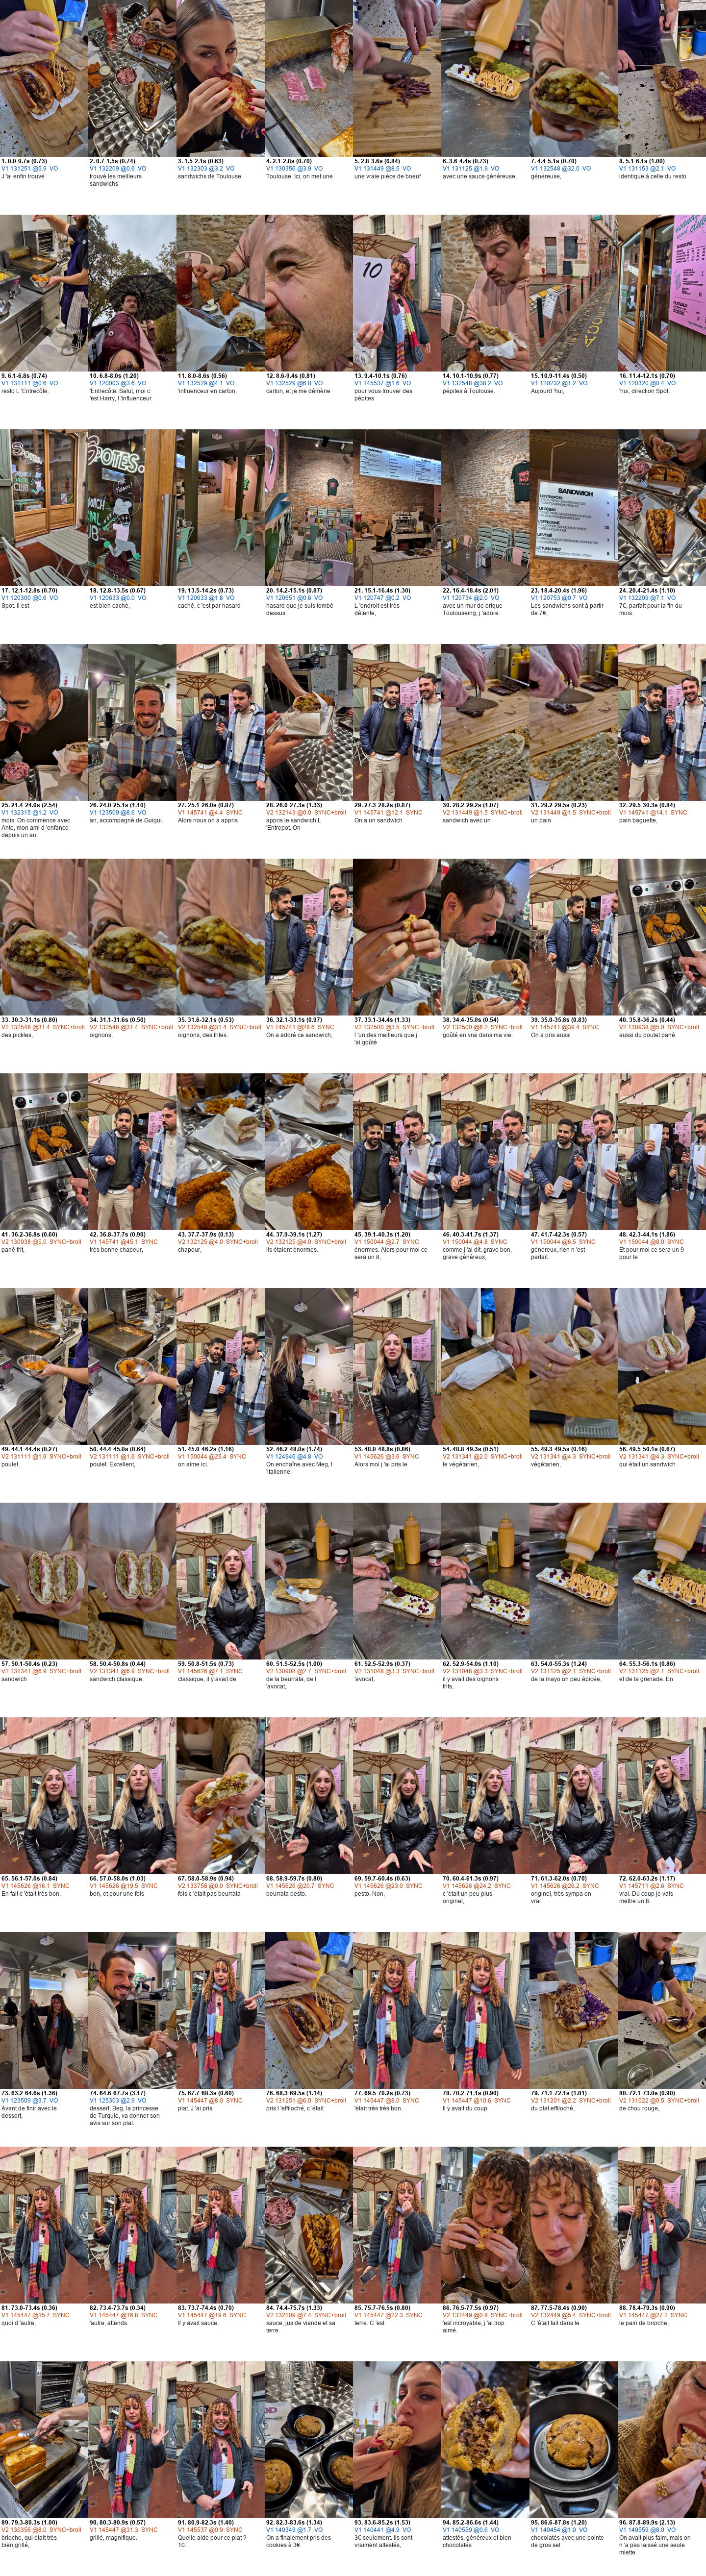 1. 0.0-0.7s (0.73)
V1 131251 @5.9 VO
J 'ai enfin trouvé
2. 0.7-1.5s (0.74)
V1 132209 @0.6 VO
trouvé les meilleurs
sandwichs
3. 1.5-2.1s (0.63)
V1 132303 @3.2 VO
sandwichs de Toulouse.
4. 2.1-2.8s (0.70)
V1 130356 @3.9 VO
Toulouse. Ici, on met une
5. 2.8-3.6s (0.84)
V1 131449 @8.5 VO
une vraie pièce de boeuf
6. 3.6-4.4s (0.73)
V1 131125 @1.9 VO
avec une sauce généreuse,
7. 4.4-5.1s (0.70)
V1 132548 @32.0 VO
généreuse,
8. 5.1-6.1s (1.00)
V1 131153 @2.1 VO
identique à celle du resto
10
9. 6.1-6.8s (0.74)
V1 131111 @0.6 VO
resto L 'Entrecôte.
10. 6.8-8.0s (1.20)
V1 120003 @3.6 VO
'Entrecôte. Salut, moi c
'est Harry, l 'influenceur
11. 8.0-8.6s (0.56)
V1 132529 @4.1 VO
'influenceur en carton,
12. 8.6-9.4s (0.81)
V1 132529 @6.8 VO
carton, et je me démène
13. 9.4-10.1s (0.76)
V1 145537 @1.6 VO
pour vous trouver des
pépites
14. 10.1-10.9s (0.77)
V1 132548 @38.2 VO
pépites à Toulouse.
15. 10.9-11.4s (0.50)
V1 120232 @1.2 VO
Aujourd 'hui,
16. 11.4-12.1s (0.70)
V1 120320 @0.4 VO
'hui, direction Spot.
SPOTES.
SANDWICH
17. 12.1-12.8s (0.70)
V1 120300 @0.6 VO
Spot. Il est
18. 12.8-13.5s (0.67)
V1 120633 @0.0 VO
est bien caché,
19. 13.5-14.2s (0.73)
V1 120633 @1.8 VO
caché, c 'est par hasard
20. 14.2-15.1s (0.87)
V1 120651 @0.6 VO
hasard que je suis tombé
dessus.
21. 15.1-16.4s (1.30)
V1 120747 @0.2 VO
L 'endroit est très
détente,
22. 16.4-18.4s (2.01)
V1 120734 @2.0 VO
avec un mur de brique
Toulouseing, j 'adore.
23. 18.4-20.4s (1.96)
V1 120753 @0.7 VO
Les sandwichs sont à partir
de 7€,
24. 20.4-21.4s (1.10)
V1 132209 @7.1 VO
7€, parfait pour la fin du
mois.
25. 21.4-24.0s (2.54)
V1 132315 @1.2 VO
mois. On commence avec
Anto, mon ami d 'enfance
depuis un an,
26. 24.0-25.1s (1.10)
V1 123509 @8.6 VO
an, accompagné de Guigui.
27. 25.1-26.0s (0.87)
V1 145741 @4.4 SYNC
Alors nous on a appris
28. 26.0-27.3s (1.33)
V2 132143 @0.0 SYNC+broll
appris le sandwich L
'Entrepot. On
29. 27.3-28.2s (0.87)
V1 145741 @12.1 SYNC
On a un sandwich
30. 28.2-29.2s (1.07)
V2 131449 @1.5 SYNC+broll
sandwich avec un
31. 29.2-29.5s (0.23)
V2 131449 @1.5 SYNC+broll
un pain
32. 29.5-30.3s (0.84)
V1 145741 @14.1 SYNC
pain baguette,
33. 30.3-31.1s (0.80)
V2 132548 @31.4 SYNC+broll
des pickles,
34. 31.1-31.6s (0.50)
V2 132548 @31.4 SYNC+broll
oignons,
35. 31.6-32.1s (0.53)
V2 132548 @31.4 SYNC+broll
oignons, des frites.
36. 32.1-33.1s (0.97)
V1 145741 @28.6 SYNC
On a adoré ce sandwich,
37. 33.1-34.4s (1.33)
V2 132500 @3.5 SYNC+broll
l 'un des meilleurs que j
'ai goûté
38. 34.4-35.0s (0.54)
V2 132500 @6.2 SYNC+broll
goûté en vrai dans ma vie.
39. 35.0-35.8s (0.83)
V1 145741 @39.4 SYNC
On a pris aussi
40. 35.8-36.2s (0.44)
V2 130938 @5.0 SYNC+broll
aussi du poulet pané
41. 36.2-36.8s (0.60)
V2 130938 @5.0 SYNC+broll
pané frit,
42. 36.8-37.7s (0.90)
V1 145741 @45.1 SYNC
très bonne chapeur,
43. 37.7-37.9s (0.13)
V2 132125 @4.0 SYNC+broll
chapeur,
44. 37.9-39.1s (1.27)
V2 132125 @4.0 SYNC+broll
ils étaient énormes.
45. 39.1-40.3s (1.20)
V1 150044 @2.7 SYNC
énormes. Alors pour moi ce
sera un 8,
46. 40.3-41.7s (1.37)
V1 150044 @4.8 SYNC
comme j 'ai dit, grave bon,
grave généreux,
47. 41.7-42.3s (0.57)
V1 150044 @6.5 SYNC
généreux, rien n 'est
parfait.
48. 42.3-44.1s (1.86)
V1 150044 @8.0 SYNC
Et pour moi ce sera un 9
pour le
49. 44.1-44.4s (0.27)
V2 131111 @1.6 SYNC+broll
poulet.
50. 44.4-45.0s (0.64)
V2 131111 @1.6 SYNC+broll
poulet. Excellent,
51. 45.0-46.2s (1.16)
V1 150044 @25.4 SYNC
on aime ici.
52. 46.2-48.0s (1.74)
V1 124946 @4.8 VO
On enchaîne avec Meg, l
'italienne.
53. 48.0-48.8s (0.86)
V1 145626 @3.6 SYNC
Alors moi j 'ai pris le
54. 48.8-49.3s (0.51)
V2 131341 @2.0 SYNC+broll
le végétarien,
55. 49.3-49.5s (0.16)
V2 131341 @4.3 SYNC+broll
végétarien,
56. 49.5-50.1s (0.67)
V2 131341 @4.3 SYNC+broll
qui était un sandwich
57. 50.1-50.4s (0.23)
V2 131341 @6.9 SYNC+broll
sandwich
58. 50.4-50.8s (0.44)
V2 131341 @6.9 SYNC+broll
sandwich classique,
59. 50.8-51.5s (0.73)
V1 145626 @7.1 SYNC
classique, il y avait de
60. 51.5-52.5s (1.00)
V2 130908 @2.7 SYNC+broll
de la burrata, de l
'avocat,
61. 52.5-52.9s (0.37)
V2 131048 @3.3 SYNC+broll
'avocat,
62. 52.9-54.0s (1.10)
V2 131048 @3.3 SYNC+broll
il y avait des oignons
frits,
63. 54.0-55.3s (1.24)
V2 131125 @2.1 SYNC+broll
de la mayo un peu épicée,
64. 55.3-56.1s (0.86)
V2 131125 @2.1 SYNC+broll
et de la grenade. En
65. 56.1-57.0s (0.84)
V1 145626 @16.1 SYNC
En fait c 'était très bon,
66. 57.0-58.0s (1.03)
V1 145626 @19.5 SYNC
bon, et pour une fois
67. 58.0-58.9s (0.94)
V2 133758 @0.0 SYNC+broll
fois c 'était pas beurrata
68. 58.9-59.7s (0.80)
V1 145626 @20.7 SYNC
beurrata pesto.
69. 59.7-60.4s (0.63)
V1 145626 @23.0 SYNC
pesto. Non,
70. 60.4-61.3s (0.97)
V1 145626 @24.2 SYNC
c 'était un peu plus
originel,
71. 61.3-62.0s (0.70)
V1 145626 @26.2 SYNC
originel, très sympa en
vrai.
72. 62.0-63.2s (1.17)
V1 145711 @2.6 SYNC
vrai. Du coup je vais
mettre un 8.
73. 63.2-64.6s (1.36)
V1 123509 @3.7 VO
Avant de finir avec le
dessert,
74. 64.6-67.7s (3.17)
V1 125303 @2.9 VO
dessert, Beg, la princesse
de Turquie, va donner son
avis sur son plat.
75. 67.7-68.3s (0.60)
V1 145447 @6.0 SYNC
plat. J 'ai pris
76. 68.3-69.5s (1.14)
V2 131251 @6.0 SYNC+broll
pris l 'effiloché, c 'était
77. 69.5-70.2s (0.73)
V1 145447 @8.0 SYNC
'était très très bon.
78. 70.2-71.1s (0.90)
V1 145447 @10.6 SYNC
Il y avait du coup
79. 71.1-72.1s (1.01)
V2 131201 @2.2 SYNC+broll
du plat effiloché,
80. 72.1-73.0s (0.90)
V2 131022 @0.5 SYNC+broll
de chou rouge,
81. 73.0-73.4s (0.36)
V1 145447 @15.7 SYNC
quoi d 'autre,
82. 73.4-73.7s (0.34)
V1 145447 @16.8 SYNC
'autre, attends.
83. 73.7-74.4s (0.70)
V1 145447 @19.6 SYNC
Il y avait sauce,
84. 74.4-75.7s (1.33)
V2 132209 @7.4 SYNC+broll
sauce, jus de viande et sa
terre.
85. 75.7-76.5s (0.80)
V1 145447 @22.3 SYNC
terre. C 'est
86. 76.5-77.5s (0.97)
V2 132449 @0.8 SYNC+broll
'est incroyable, j 'ai trop
aimé.
87. 77.5-78.4s (0.90)
V2 132449 @5.4 SYNC+broll
C 'était fait dans le
88. 78.4-79.3s (0.90)
V1 145447 @27.2 SYNC
le pain de brioche,
89. 79.3-80.3s (1.00)
V2 130356 @8.0 SYNC+broll
brioche, qui était très
bien grillé,
90. 80.3-80.9s (0.57)
V1 145447 @31.3 SYNC
grillé, magnifique.
91. 80.9-82.3s (1.40)
V1 145537 @0.9 SYNC
Quelle aide pour ce plat ?
10.
92. 82.3-83.6s (1.34)
V1 140349 @1.7 VO
On a finalement pris des
cookies à 3€
93. 83.6-85.2s (1.53)
V1 140441 @4.9 VO
3€ seulement. Ils sont
vraiment attestés,
94. 85.2-86.6s (1.44)
V1 140559 @0.6 VO
attestés, généreux et bien
chocolatés
95. 86.6-87.8s (1.20)
V1 140454 @1.0 VO
chocolatés avec une pointe
de gros sel.
96. 87.8-89.9s (2.13)
V1 140559 @8.0 VO
On avait plus faim, mais on
n 'a pas laissé une seule
miette.